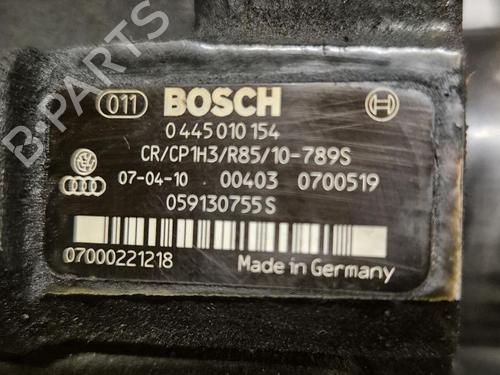 011 BOSCH
0 445 010 154
CR/CP1H3/R85/10-789S
07-04-10 00403 0700519
059130755S
07000221218 Made in Germany
B-PARTS